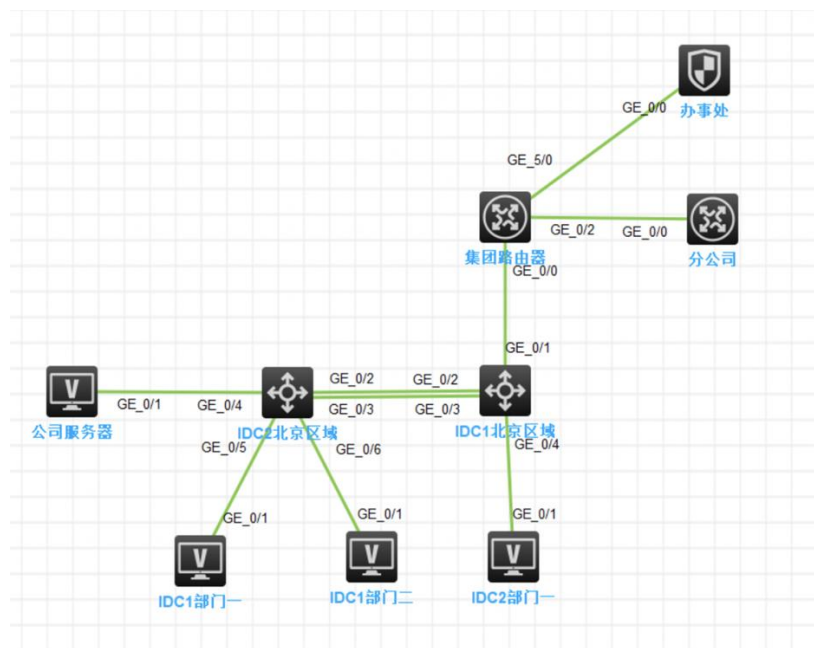 GE_0/0
办事处
GE_5/0
GE_0/2
GE_0/0
集团路由器
分公司
GE_0/0
GE_0/1
GE_0/2
GE_0/2
GE_0/1
GE_0/4
GE_0/3
GE_0/3
公司服务器
IDC2北京区域
IDC1北京区域
GE_0/5
GE_0/6
GE_0/4
GE_0/1
GE_0/1
GE_0/1
V
V
V
V
IDC1部门一
IDC1部门二
IDC2部门一